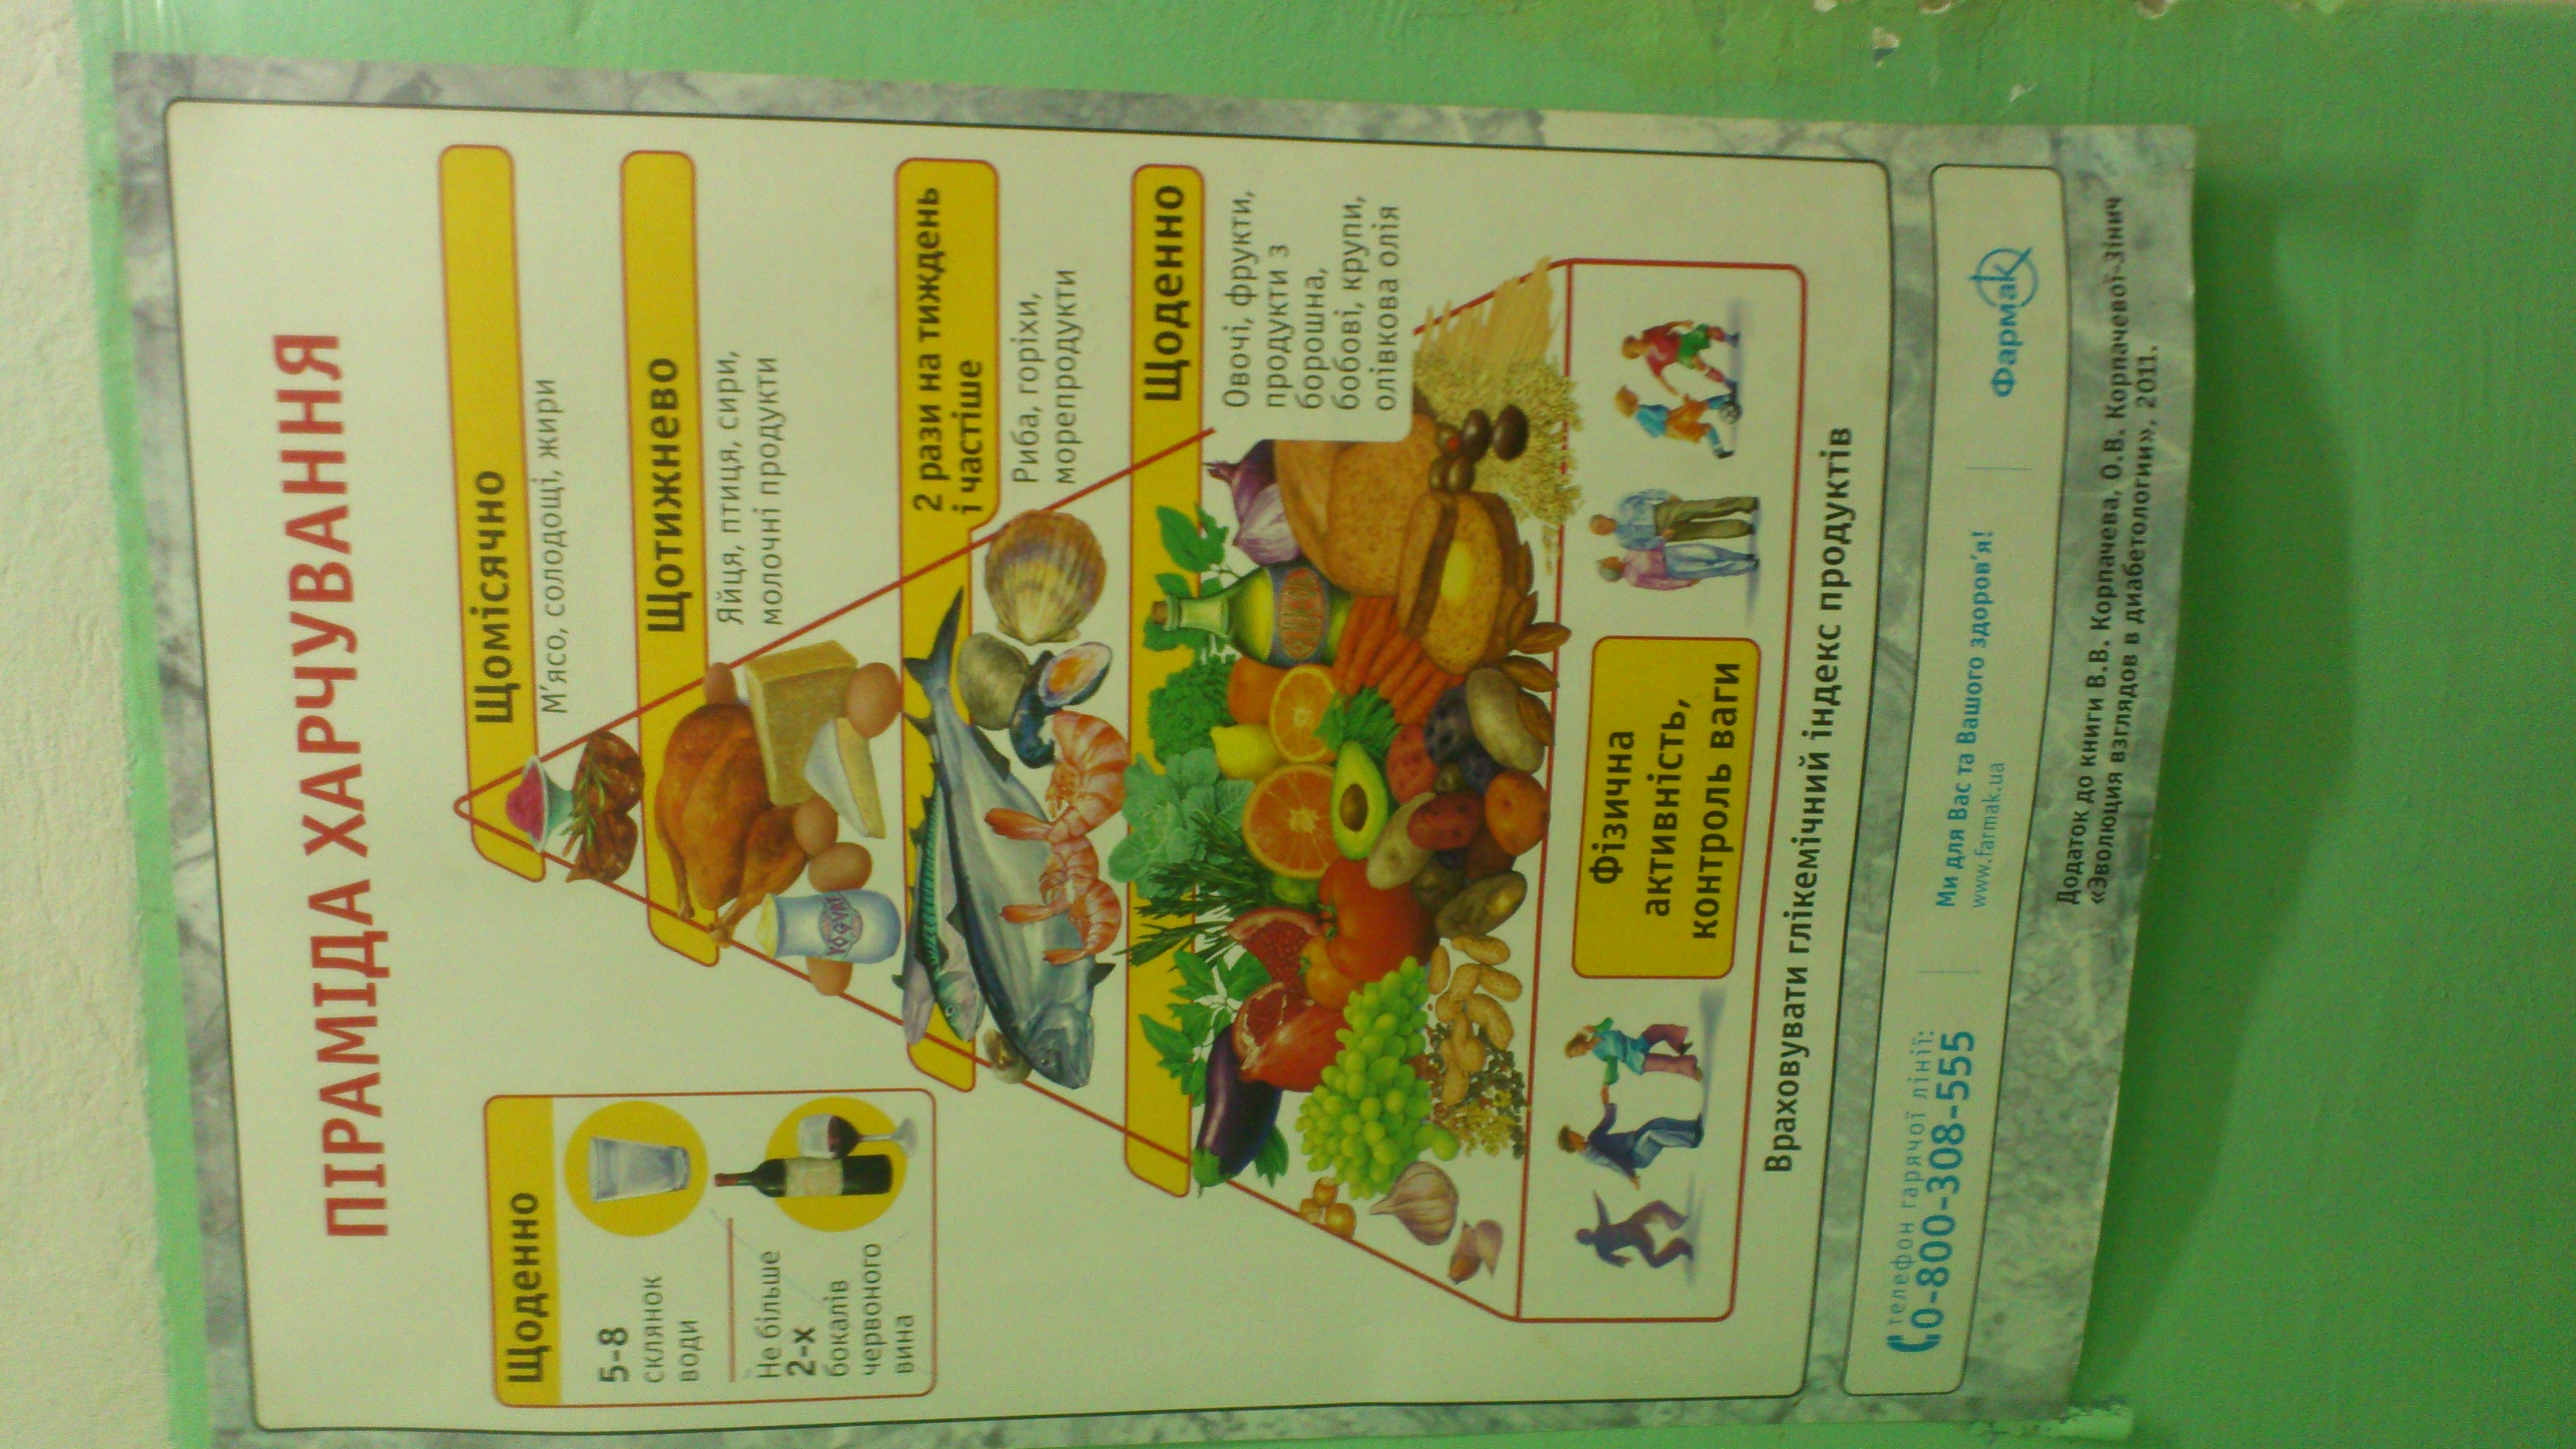 ПІРАМІДА ХАРЧУВАННЯ
Щоденно
5-8
склянок
води
Не більше
2-х
бокалів
червоного
вина
Щомісячно
М'ясо, солодощі, жири
Щотижнево
Яйця, птиця, сири,
молочні продукти
YOGURT
2 рази на тиждень
і частіше
Риба, горіхи,
морепродукти
Щоденно
Овочі, фрукти,
продукти з
борошна,
бобові, крупи,
олівкова олія
Фізична
активність,
контроль ваги
Враховувати глікемічний індекс продуктів
телефон гарячої лінії:
0-800-308-555
Ми для Вас та Вашого здоров'я!
www.farmak.ua
Фармак
Додаток до книги В.В. Корпачева, О.В. Корпачевої-Зінич
«Эволюция взглядов в диабетологии», 2011.